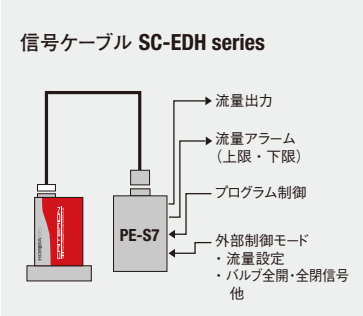 信号ケーブル SC-EDH series
流量出力
流量アラーム
（上限・下限）
プログラム制御
PE-S7
外部制御モード
・流量設定
・バルブ全開・全閉信号
他
HORIBA